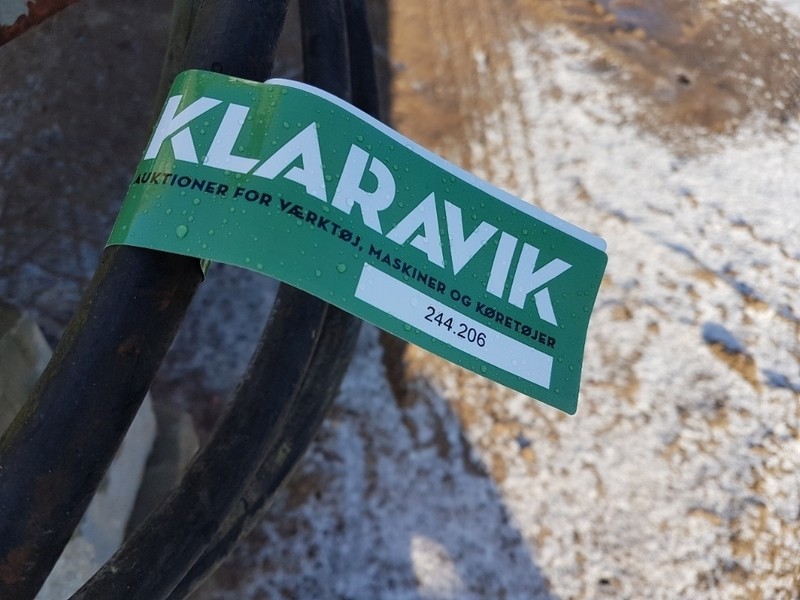 KLARAVIK
AUKTIONER FOR VÆRKTØJ, MASKINER OG KØRETØJER
244.206